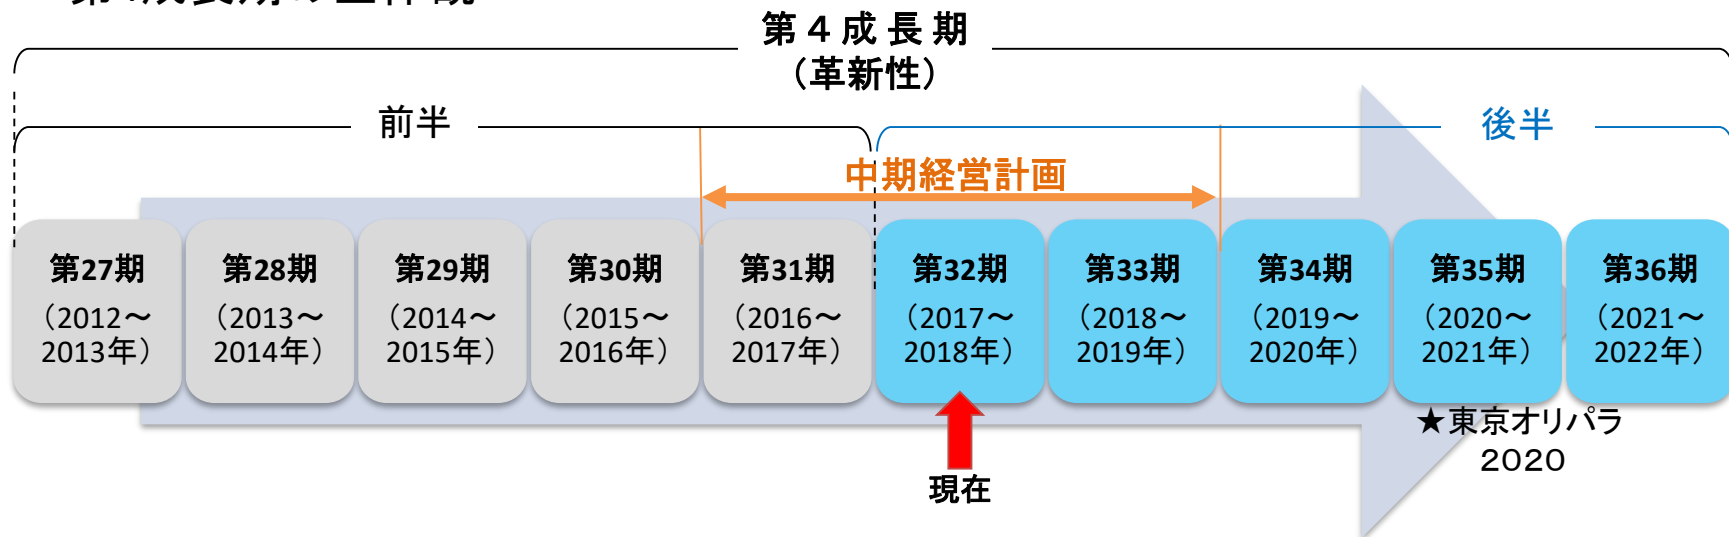 第４成長期
（革新性）
前半
後半
中期経営計画
第27期
（2012～
2013年）
第28期
（2013～
2014年）
第29期
（2014～
2015年）
第30期
（2015～
2016年）
第31期
（2016～
2017年）
第32期
（2017～
2018年）
第33期
（2018～
2019年）
第34期
（2019～
2020年）
第35期
（2020～
2021年）
第36期
（2021～
2022年）
★東京オリパラ
２０２０
現在